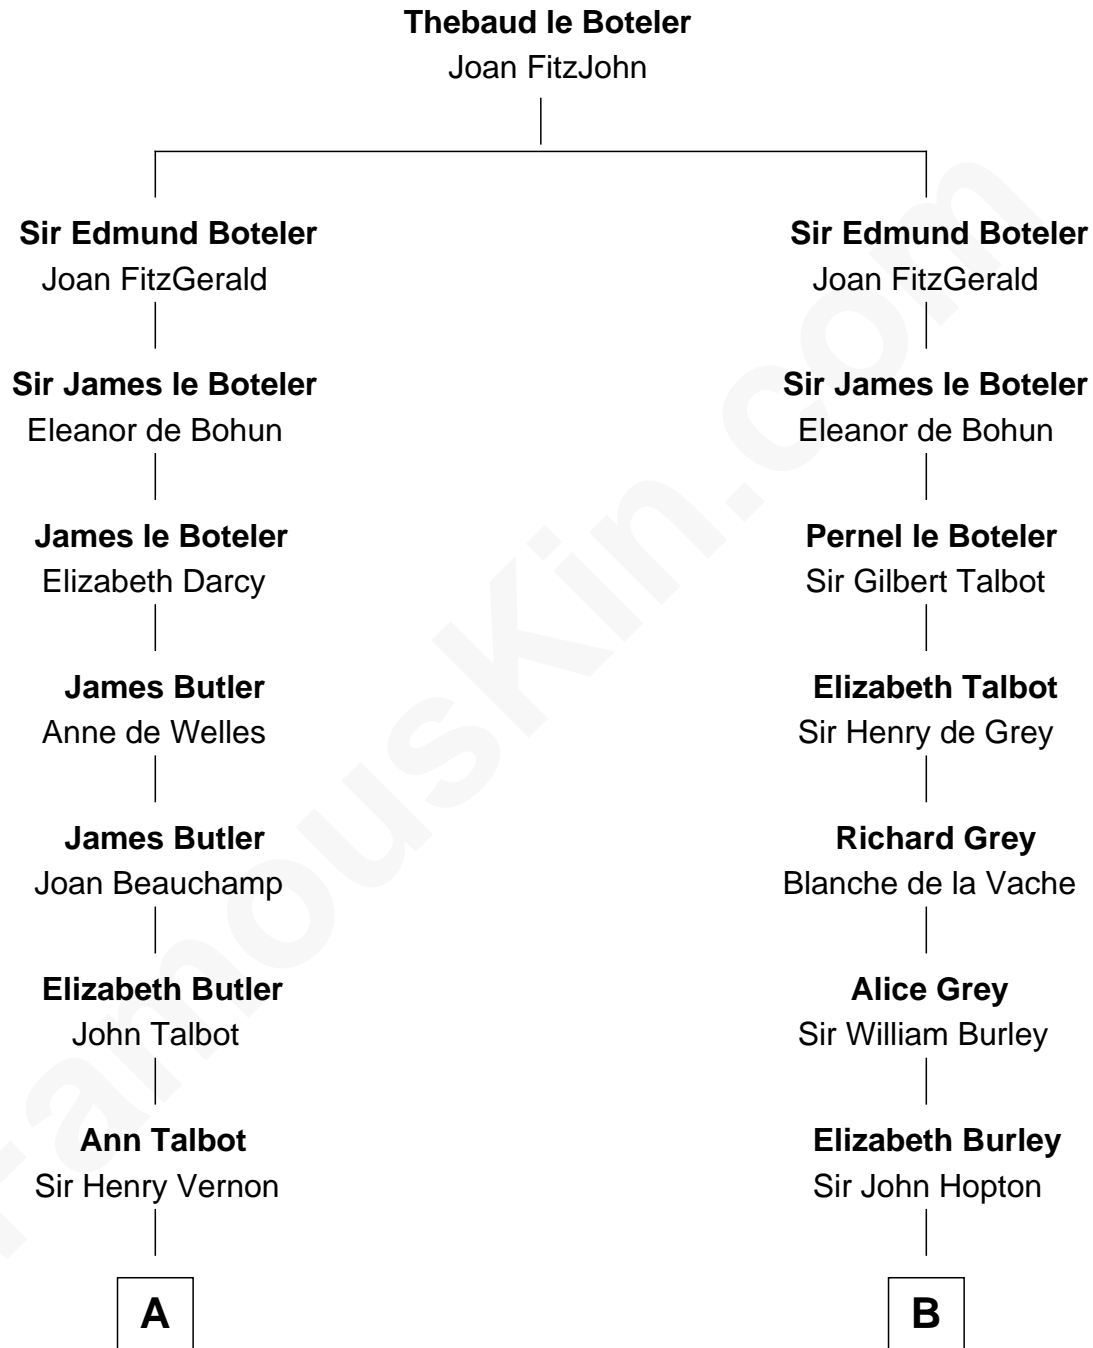 Thebaud le Boteler
Joan FitzJohn
Sir Edmund Boteler
Joan FitzGerald
Sir James le Boteler
Eleanor de Bohun
James le Boteler
Elizabeth Darcy
James Butler
Anne de Welles
James Butler
Joan Beauchamp
Elizabeth Butler
John Talbot
Ann Talbot
Sir Henry Vernon
A
Sir Edmund Boteler
Joan FitzGerald
Sir James le Boteler
Eleanor de Bohun
Pernel le Boteler
Sir Gilbert Talbot
Elizabeth Talbot
Sir Henry de Grey
Richard Grey
Blanche de la Vache
Alice Grey
Sir William Burley
Elizabeth Burley
Sir John Hopton
B
FamousKin.com